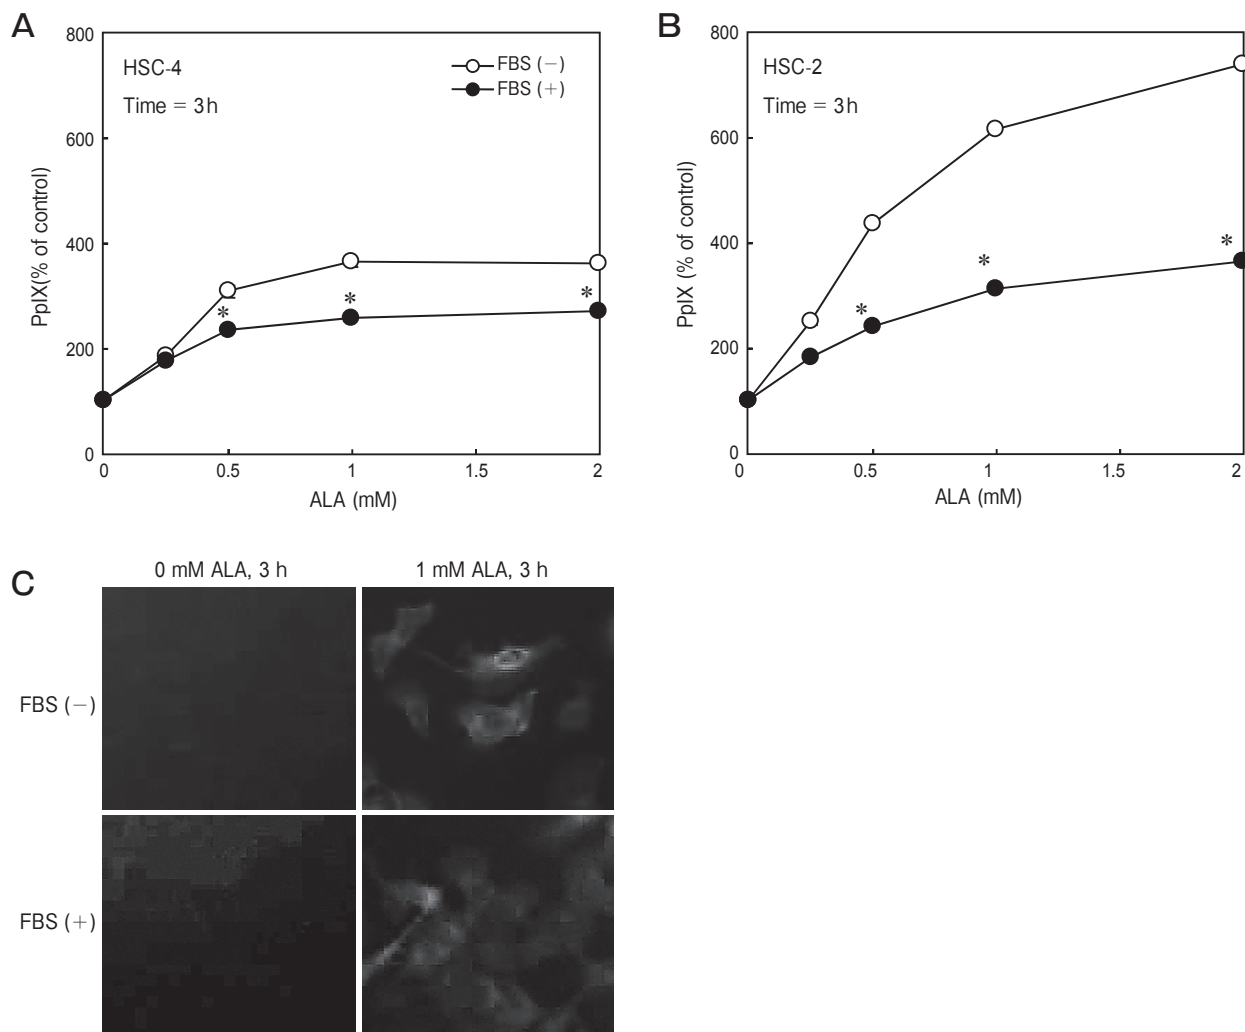 A
800
600
400
200
0
PpIX(% of control)
HSC-4
Time = 3h
FBS (−)
FBS (+)
*
*
*
0
0.5
1
1.5
2
ALA (mM)
B
800
600
400
200
0
PpIX (% of control)
HSC-2
Time = 3h
*
*
*
0
0.5
1
1.5
2
ALA (mM)
C
0 mM ALA, 3 h
1 mM ALA, 3 h
FBS (−)
FBS (+)